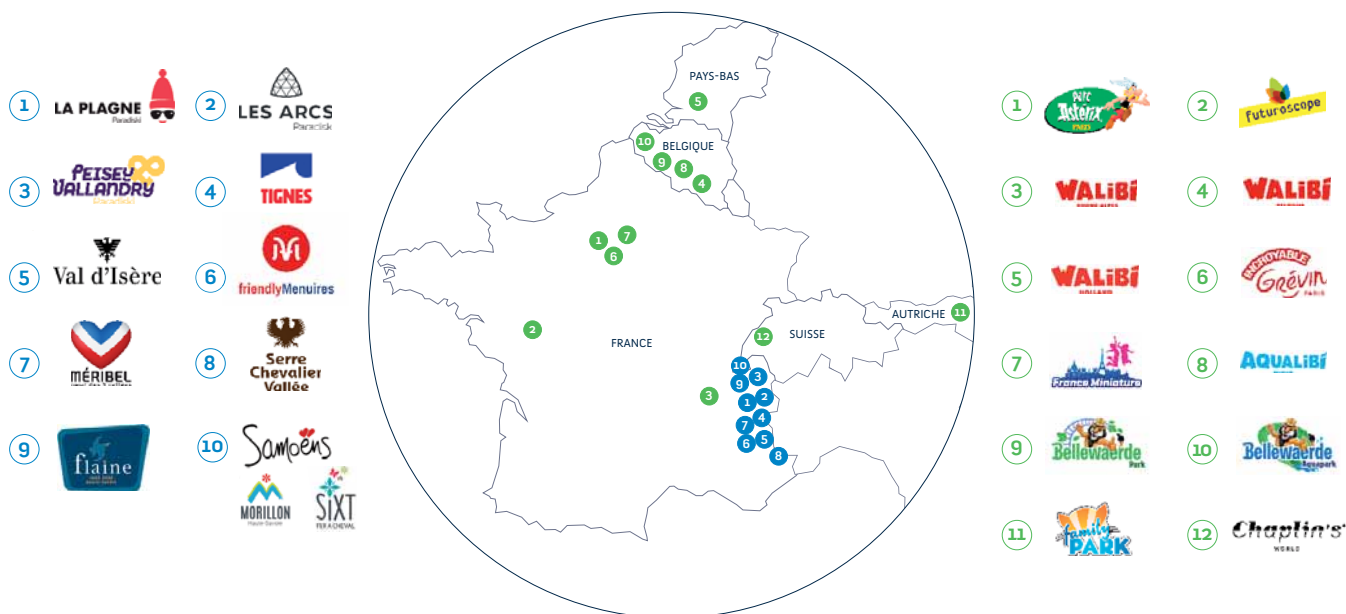 1
LA PLAGNE
Paradiski
2
LES ARCS
Paradiski
3
PEISEY
VALLANDRY
Paradiski
4
TIGNES
5
Val d'Isère
6
friendlyMenuires
7
MÉRIBEL
8
Serre
Chevalier
Vallée
9
flaine
10
Samoëns
MORILLON
Haute-Savoie
SIXT
FER A CHEVAL
PAYS-BAS
5
BELGIQUE
10
9
8
4
1
7
6
2
FRANCE
3
SUISSE
12
AUTRICHE
11
10
3
9
1
2
4
7
6
5
8
1
Parc
Astérix
PARIS
2
futuroscope
3
WALiBi
RHÔNE-ALPES
4
WALiBi
BELGIUM
5
WALiBi
HOLLAND
6
INCROYABLE
Grévin
PARIS
7
France Miniature
8
AQUALiBi
9
Bellewaerde
Park
10
Bellewaerde
Aquapark
11
family
PARK
12
Chaplin's
WORLD